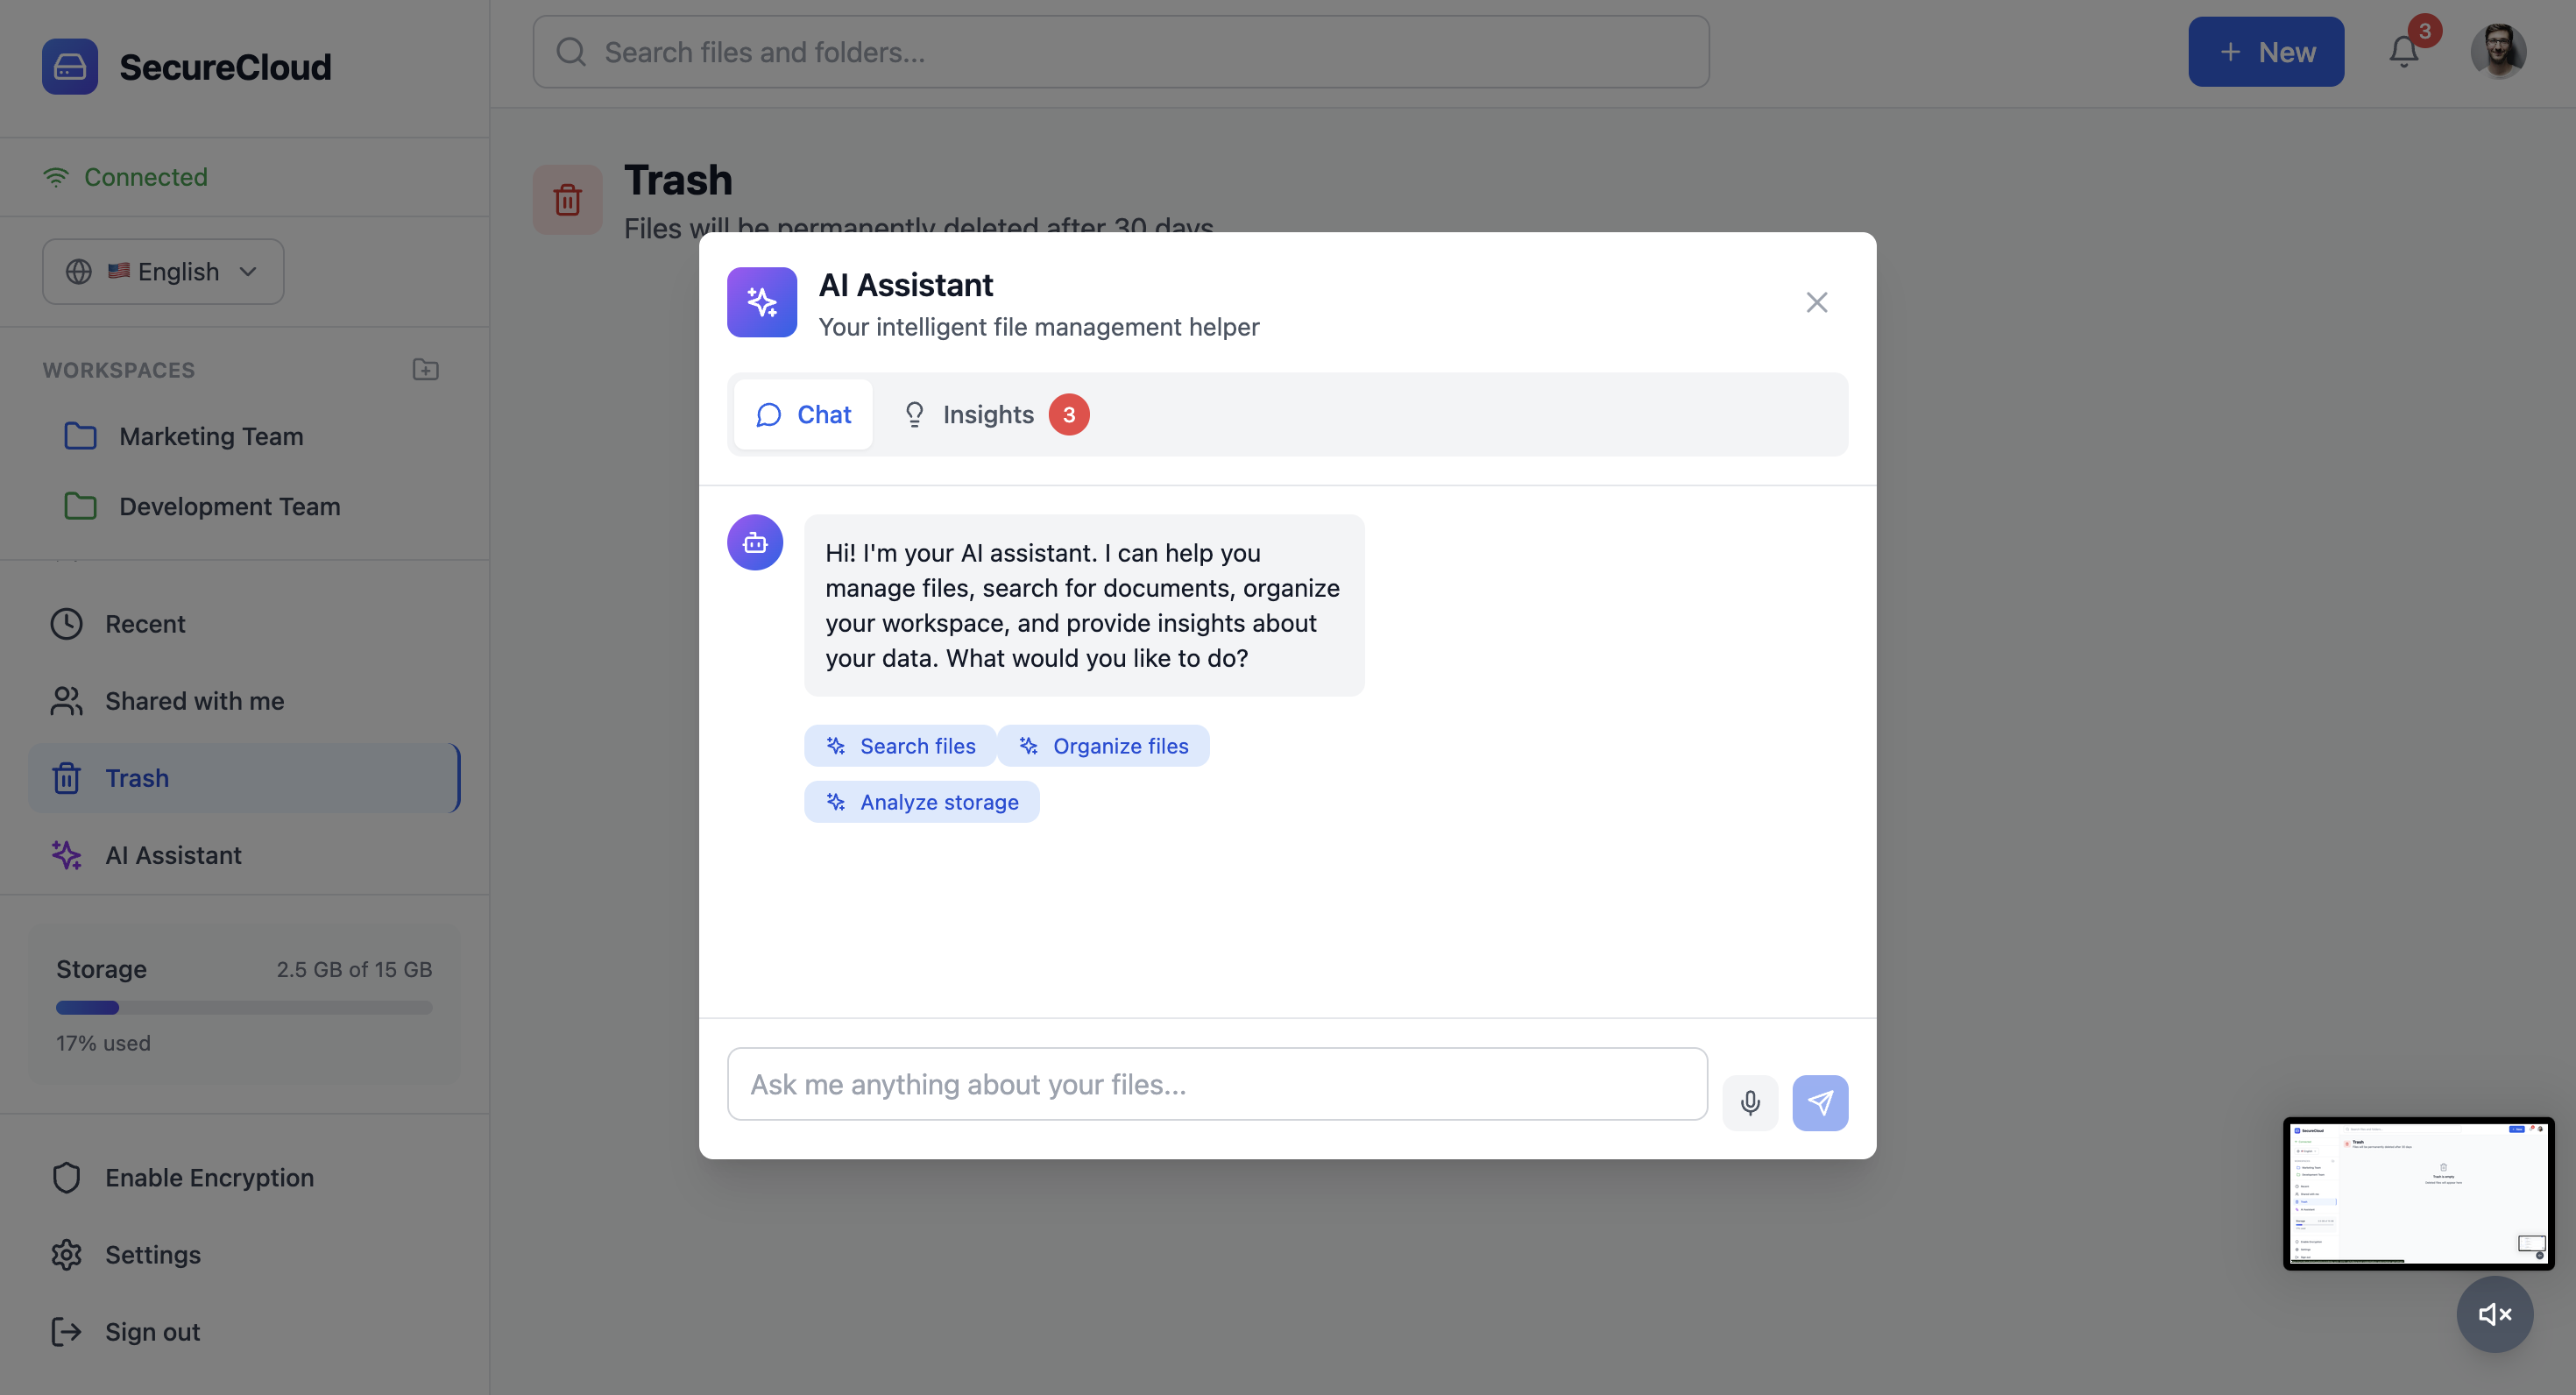 SecureCloud
Search files and folders...
New
3
Connected
🇺🇸 English
WORKSPACES
Marketing Team
Development Team
Recent
Shared with me
Trash
AI Assistant
Storage
2.5 GB of 15 GB
17% used
Enable Encryption
Settings
Sign out
Trash
Files will be permanently deleted after 30 days
AI Assistant
Your intelligent file management helper
Chat
Insights
3
Hi! I'm your AI assistant. I can help you
manage files, search for documents, organize
your workspace, and provide insights about
your data. What would you like to do?
Search files
Organize files
Analyze storage
Ask me anything about your files...